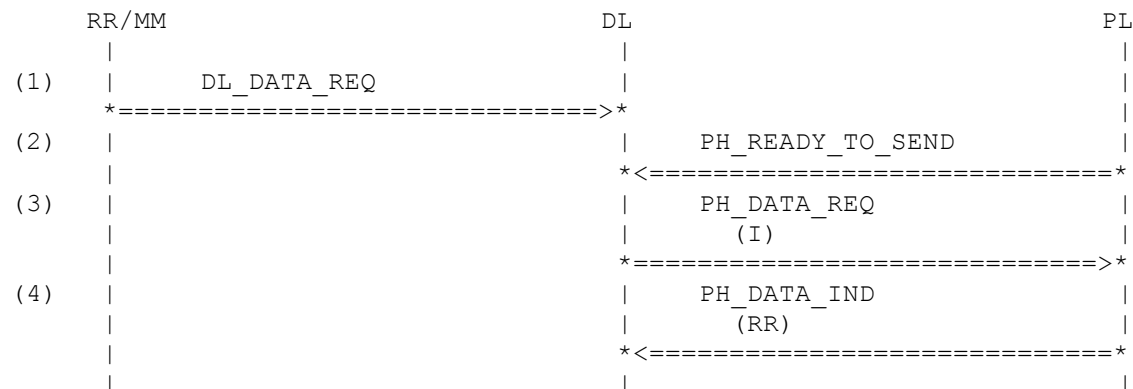 RR/MM DL PL
| | |
(1) | DL_DATA_REQ | |
*==============================>* |
(2) | | PH_READY_TO_SEND |
| *<=============================*
(3) | | PH_DATA_REQ |
| | (I) |
| *=============================>*
(4) | | PH_DATA_IND |
| | (RR) |
| *<=============================*
| | |